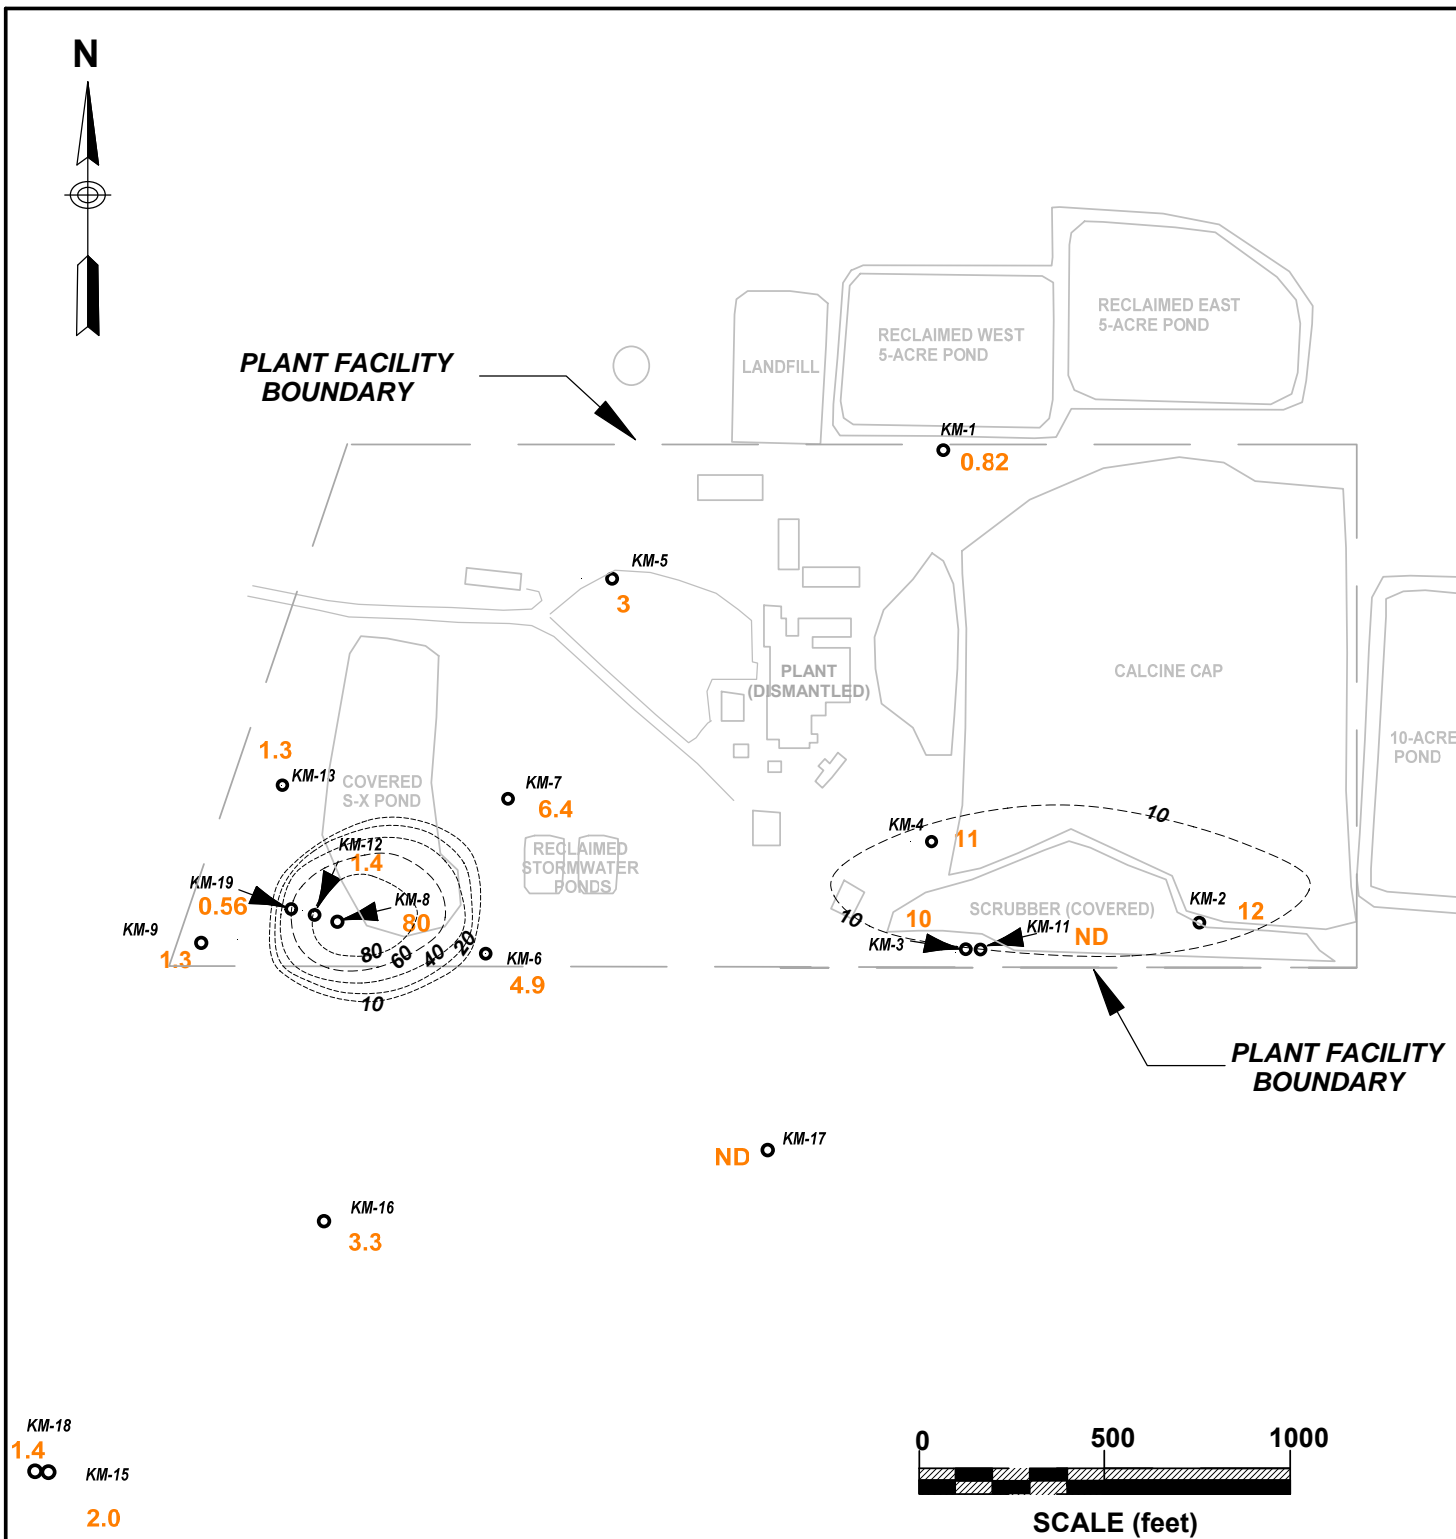 N
PLANT FACILITY
BOUNDARY
LANDFILL
RECLAIMED WEST
5-ACRE POND
RECLAIMED EAST
5-ACRE POND
KM-1
0.82
KM-5
3
PLANT
(DISMANTLED)
CALCINE CAP
10-ACRE
POND
1.3
KM-13
COVERED
S-X POND
KM-7
6.4
RECLAIMED
STORMWATER
PONDS
KM-12
1.4
KM-19
0.56
KM-8
80
KM-9
1.3
80
60
40
20
10
KM-6
4.9
10
KM-4
11
10
SCRUBBER (COVERED)
KM-2
12
10
KM-3
KM-11
ND
PLANT FACILITY
BOUNDARY
ND
KM-17
KM-16
3.3
KM-18
1.4
KM-15
2.0
0
500
1000
SCALE (feet)